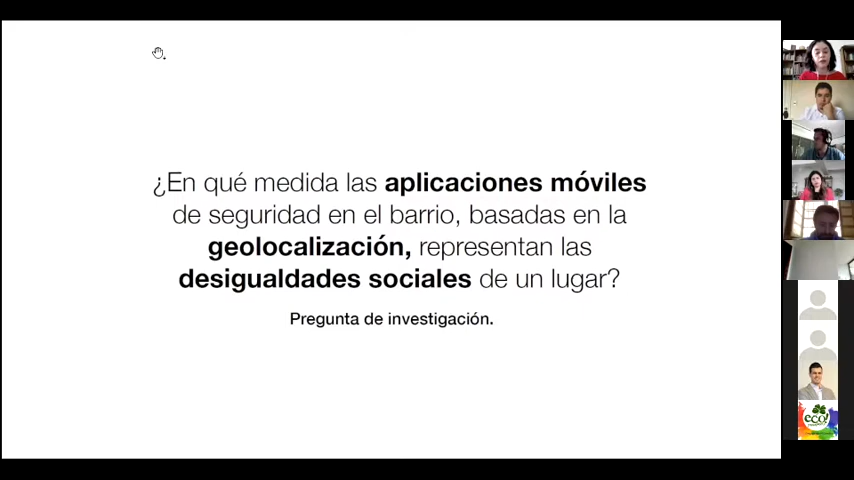 ¿En qué medida las aplicaciones móviles
de seguridad en el barrio, basadas en la
geolocalización, representan las
desigualdades sociales de un lugar?
Pregunta de investigación.
eco!